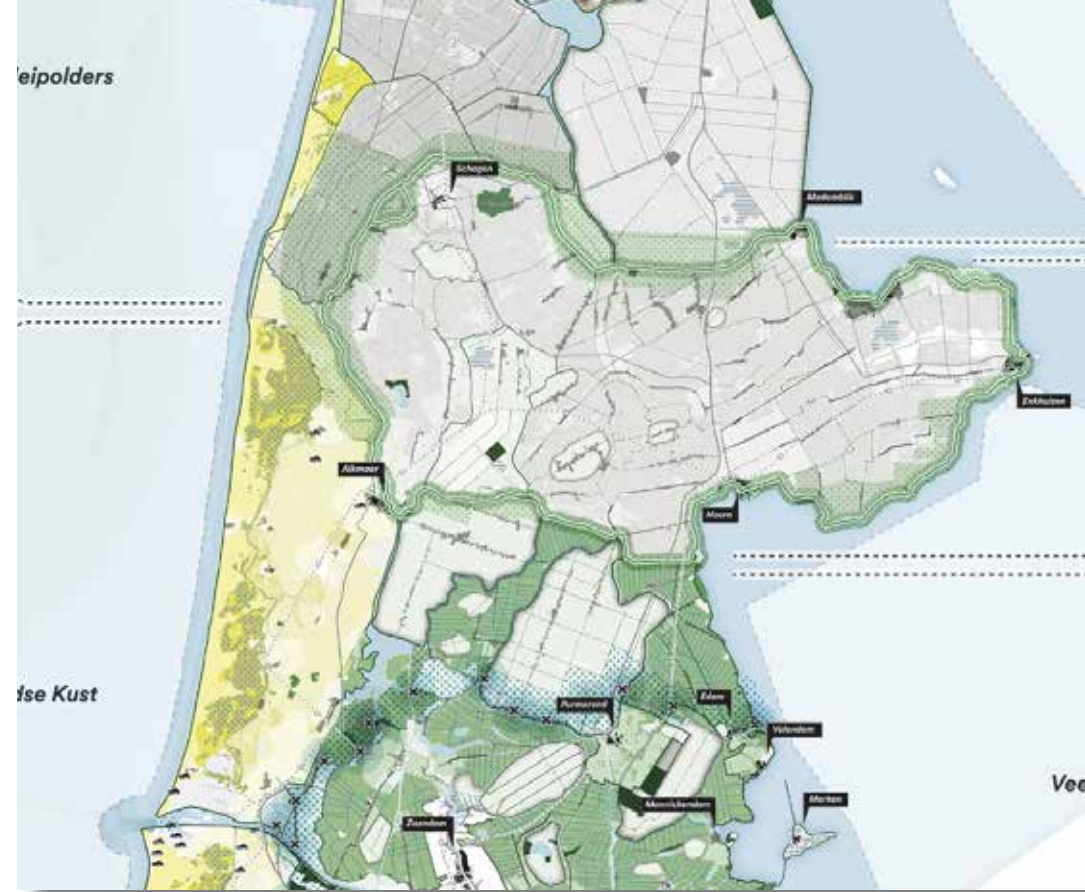 eipolders
Schagen
Medemblik
Enkhuizen
Alkmaar
Hoorn
dse Kust
Purmerend
Edam
Volendam
Vee
Monnickendam
Marken
Zaandam